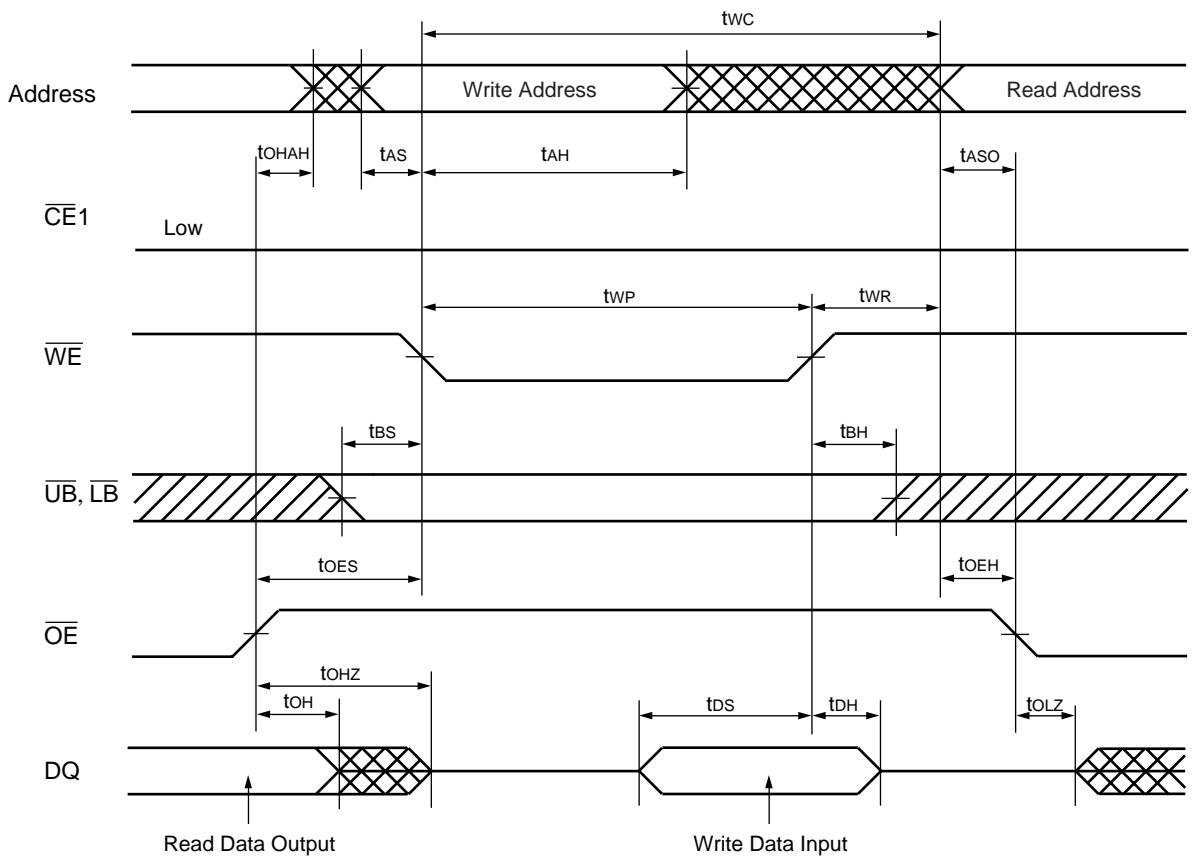 tWC
Address
Write Address
Read Address
tOHAH
tAS
tAH
tASO
CE1
Low
tWP
tWR
WE
tBS
tBH
UB, LB
tOES
tOEH
OE
tOHZ
tOH
tDS
tDH
tOLZ
DQ
Read Data Output
Write Data Input